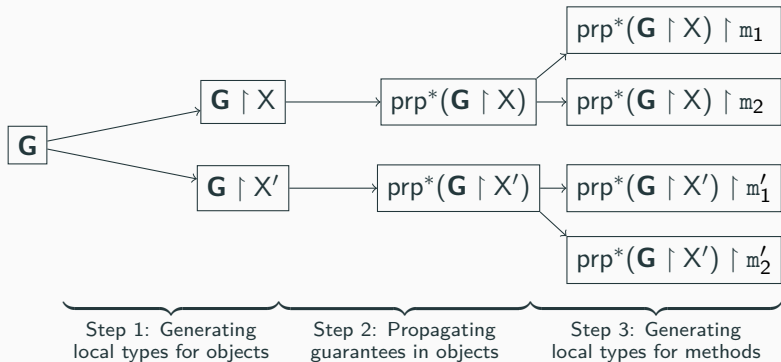 prp*(G ↾ X) ↾ m₁
G ↾ X
prp*(G ↾ X)
prp*(G ↾ X) ↾ m₂
G
G ↾ X′
prp*(G ↾ X′)
prp*(G ↾ X′) ↾ m′₁
prp*(G ↾ X′) ↾ m′₂
Step 1: Generating
local types for objects
Step 2: Propagating
guarantees in objects
Step 3: Generating
local types for methods